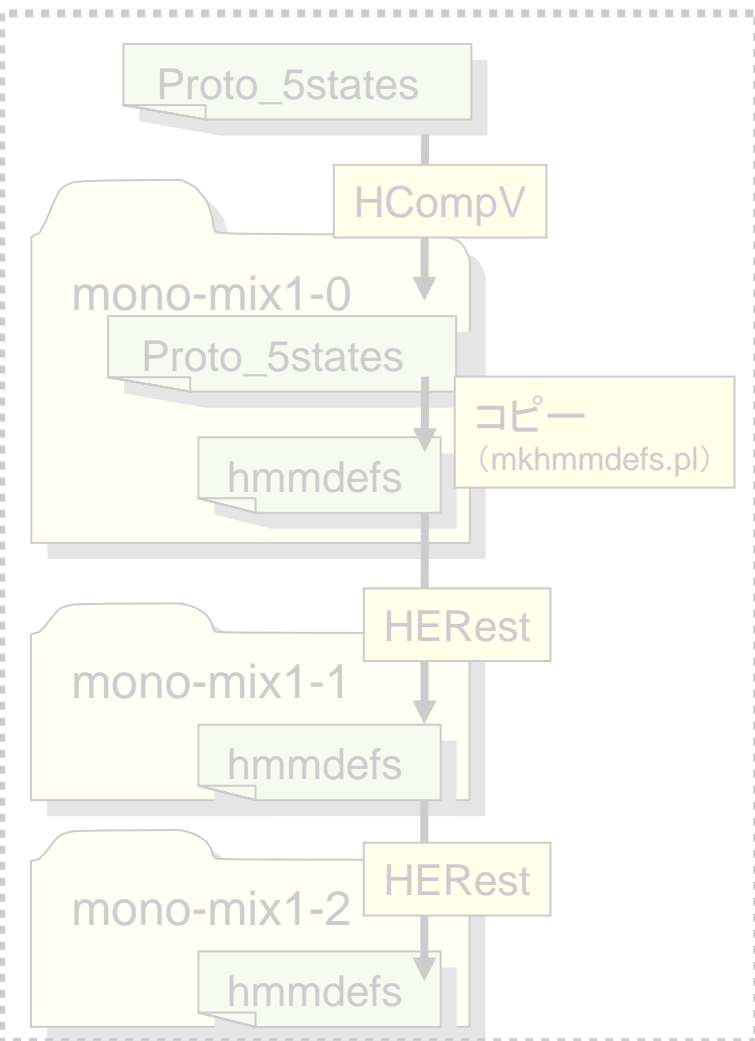 Proto_5states
HCompV
mono-mix1-0
Proto_5states
コピー
（mkhmmdefs.pl）
hmmdefs
HERest
mono-mix1-1
hmmdefs
HERest
mono-mix1-2
hmmdefs